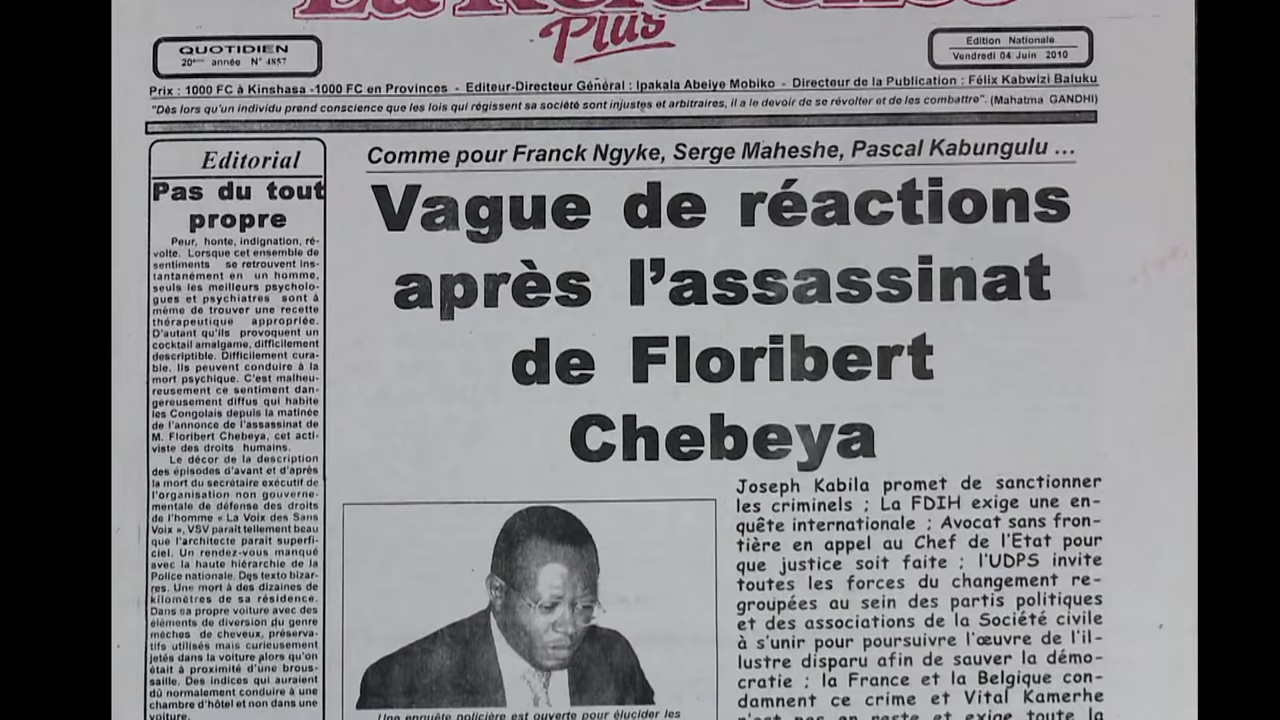 La Référence
Plus
QUOTIDIEN
20ème année N° 4857
Edition Nationale
Vendredi 04 Juin 2010
Prix : 1000 FC à Kinshasa -1000 FC en Provinces - Editeur-Directeur Général : Ipakala Abeiye Mobiko - Directeur de la Publication : Félix Kabwizi Baluku
"Dès lors qu'un individu prend conscience que les lois qui régissent sa société sont injustes et arbitraires, il a le devoir de se révolter et de les combattre". (Mahatma GANDHI)
Editorial
Pas du tout
propre
Peur, honte, indignation, ré-
volte. Lorsque cet ensemble de
sentiments se retrouvent ins-
tantanément en un homme,
seuls les meilleurs psycholo-
gues et psychiatres sont à
même de trouver une recette
thérapeutique appropriée.
D'autant qu'ils provoquent un
cocktail amalgame, difficilement
descriptible. Difficilement cura-
ble. Ils peuvent conduire à la
mort psychique. C'est malheu-
reusement ce sentiment dan-
gereusement diffus qui habite
les Congolais depuis la matinée
de l'annonce de l'assassinat de
M. Floribert Chebeya, cet acti-
viste des droits humains.
Le décor de la description
des épisodes d'avant et d'après
la mort du secrétaire exécutif de
l'organisation non gouverne-
mentale de défense des droits
de l'homme « La Voix des Sans
Voix », VSV paraît tellement beau
que l'architecte paraît superfi-
ciel. Un rendez-vous manqué
avec la haute hiérarchie de la
Police nationale. Des texto bizar-
res. Une mort à des dizaines de
kilomètres de sa résidence.
Dans sa propre voiture avec des
éléments de diversion du genre
mèches de cheveux, préserva-
tifs utilisés mais curieusement
jetés dans la voiture alors qu'on
était à proximité d'une brous-
saille. Des indices qui auraient
dû normalement conduire à une
chambre d'hôtel et non dans une
voiture.
Comme pour Franck Ngyke, Serge Maheshe, Pascal Kabungulu ...
Vague de réactions
après l'assassinat
de Floribert
Chebeya
Une enquête policière est ouverte pour élucider les
Joseph Kabila promet de sanctionner
les criminels ; La FDIH exige une en-
quête internationale ; Avocat sans fron-
tière en appel au Chef de l'Etat pour
que justice soit faite ; l'UDPS invite
toutes les forces du changement re-
groupées au sein des partis politiques
et des associations de la Société civile
à s'unir pour poursuivre l'œuvre de l'il-
lustre disparu afin de sauver la démo-
cratie ; la France et la Belgique con-
damnent ce crime et Vital Kamerhe
n'est pas en reste et exige toute la